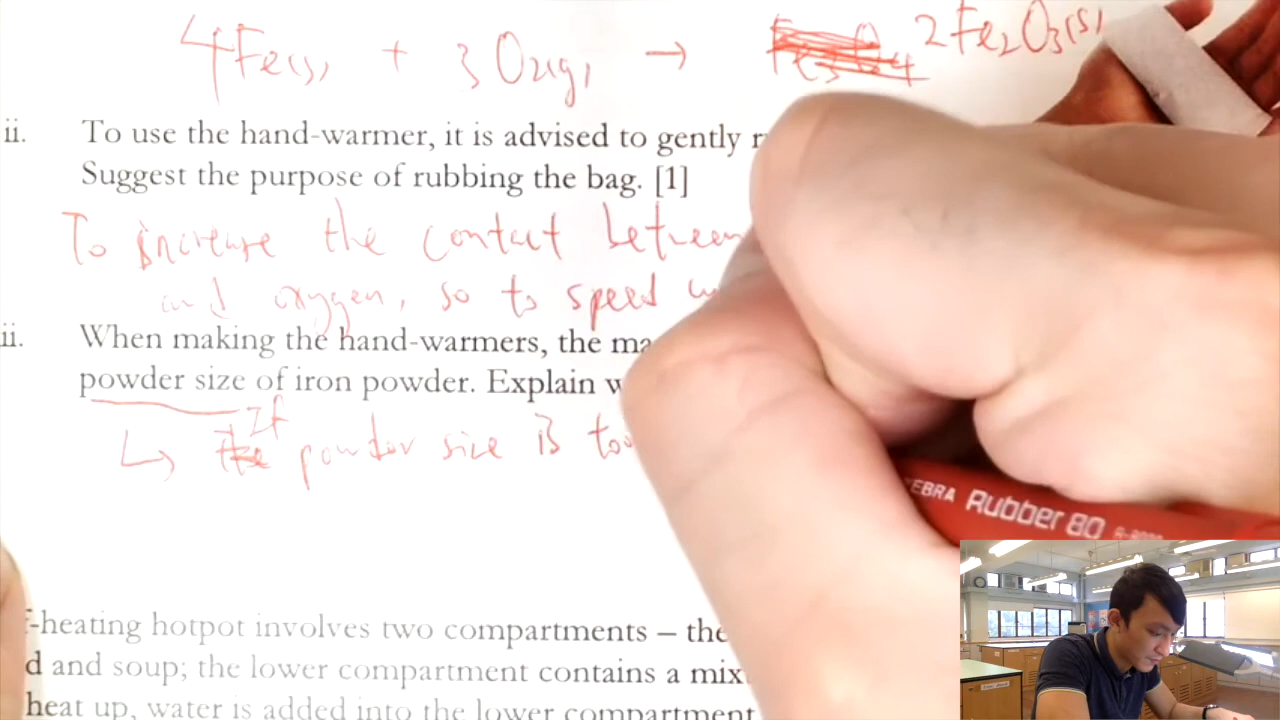 4Fe(s) + 3O2(g) → 2Fe2O3(s)
ii. To use the hand-warmer, it is advised to gently r
Suggest the purpose of rubbing the bag. [1]
To increase the contact between
and oxygen, so to speed u
ii. When making the hand-warmers, the ma
powder size of iron powder. Explain w
If
↳ the powder size is too
ZEBRA Rubber 80
f-heating hotpot involves two compartments – the
d and soup; the lower compartment contains a mix
heat up, water is added into the lower compartment